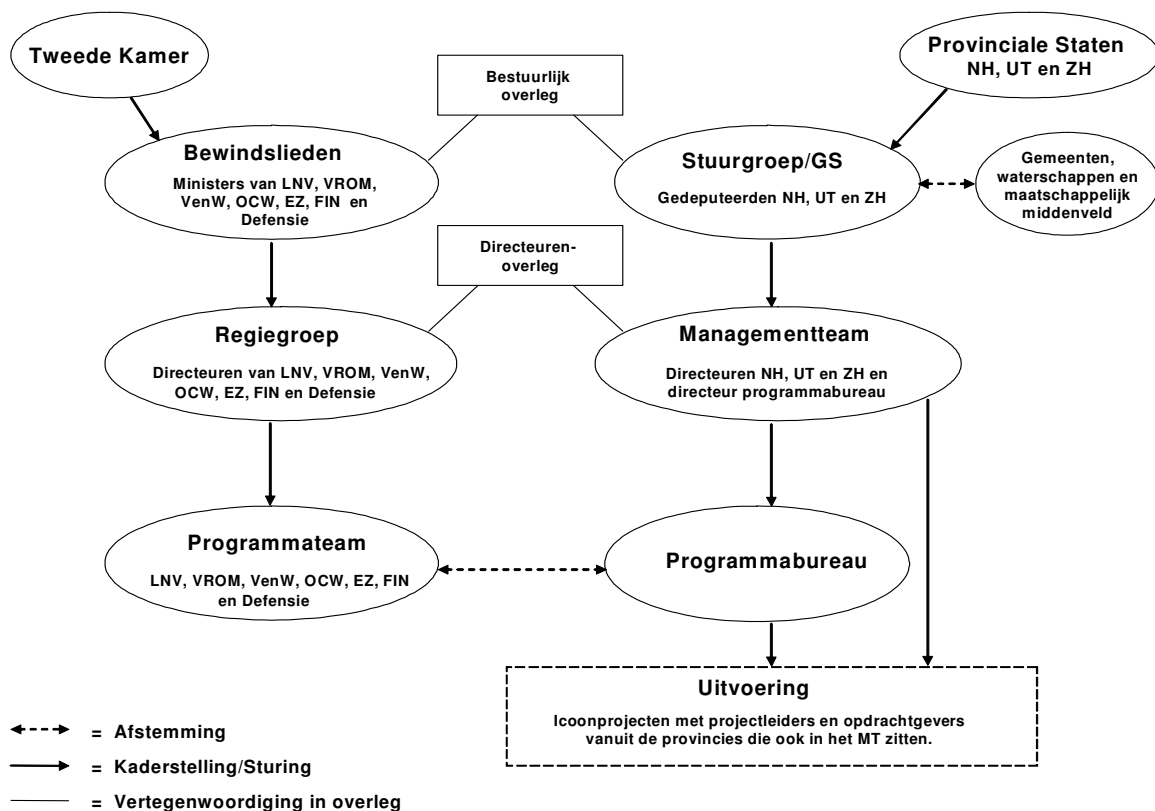 Tweede Kamer
Bestuurlijk
overleg
Provinciale Staten
NH, UT en ZH
Bewindslieden
Ministers van LNV, VROM,
VenW, OCW, EZ, FIN en
Defensie
Stuurgroep/GS
Gedeputeerden NH, UT en ZH
Gemeenten,
waterschappen en
maatschappelijk
middenveld
Directeuren-
overleg
Regiegroep
Directeuren van LNV, VROM, VenW,
OCW, EZ, FIN en Defensie
Managementteam
Directeuren NH, UT en ZH en
directeur programmabureau
Programmateam
LNV, VROM, VenW, OCW, EZ, FIN
en Defensie
Programmabureau
Uitvoering
Icoonprojecten met projectleiders en opdrachtgevers
vanuit de provincies die ook in het MT zitten.
= Afstemming
= Kaderstelling/Sturing
= Vertegenwoordiging in overleg